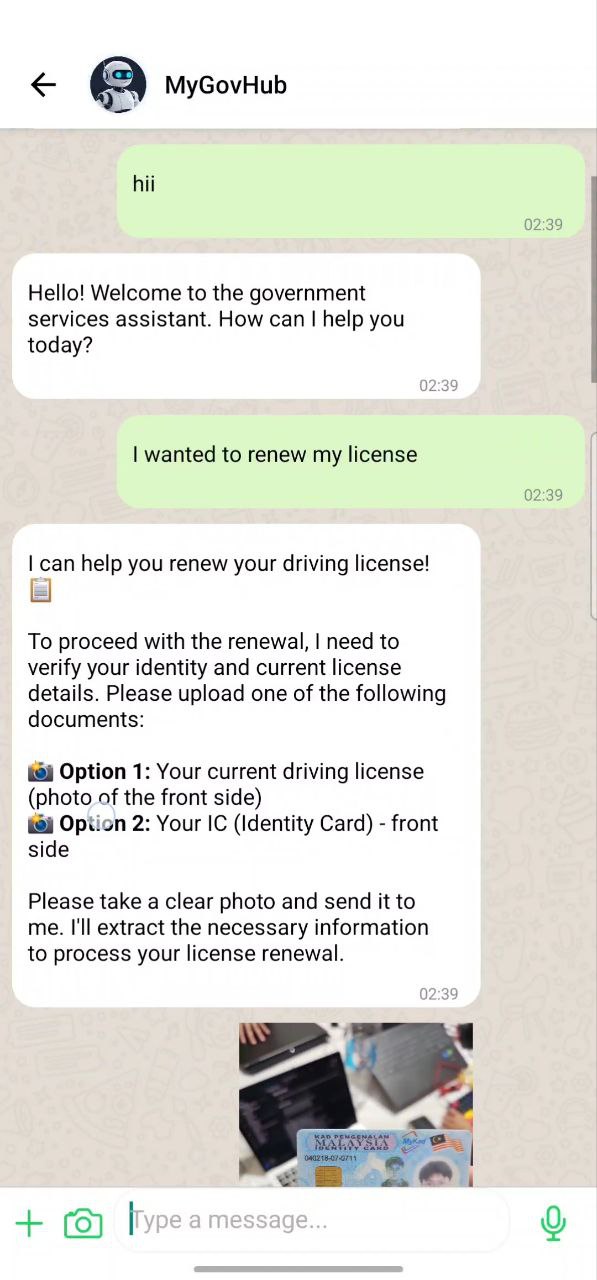 MyGovHub
hii
02:39
Hello! Welcome to the government
services assistant. How can I help you
today?
02:39
I wanted to renew my license
02:39
I can help you renew your driving license!
📋
To proceed with the renewal, I need to
verify your identity and current license
details. Please upload one of the following
documents:
📸 Option 1: Your current driving license
(photo of the front side)
📸 Option 2: Your IC (Identity Card) - front
side
Please take a clear photo and send it to
me. I'll extract the necessary information
to process your license renewal.
02:39
KAD PENGENALAN
MALAYSIA
IDENTITY CARD
MyKad
040218-07-0711
Type a message...